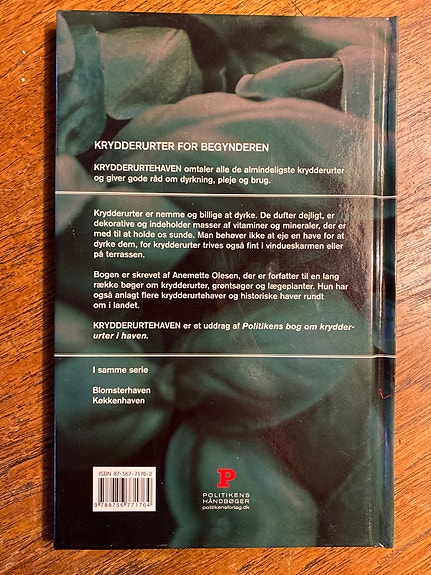 KRYDDERURTER FOR BEGYNDEREN
KRYDDERURTEHAVEN omtaler alle de almindeligste krydderurter
og giver gode råd om dyrkning, pleje og brug.
Krydderurter er nemme og billige at dyrke. De dufter dejligt, er
dekorative og indeholder masser af vitaminer og mineraler, der er
med til at holde os sunde. Man behøver ikke at eje en have for at
dyrke dem, for krydderurter trives også fint i vindueskarmen eller
på terrassen.
Bogen er skrevet af Anemette Olesen, der er forfatter til en lang
række bøger om krydderurter, grøntsager og lægeplanter. Hun har
også anlagt flere krydderurtehaver og historiske haver rundt
om i landet.
KRYDDERURTEHAVEN er et uddrag af Politikens bog om krydder-
urter i haven.
I samme serie
Blomsterhaven
Køkkenhaven
ISBN 87-567-7176-2
9 788756 771764
P
POLITIKENS
HÅNDBØGER
politikensforlag.dk